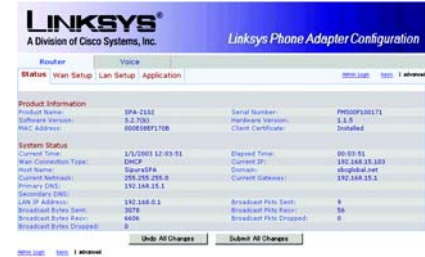 LINKSYS®
A Division of Cisco Systems, Inc.
Linksys Phone Adapter Configuration
Router Voice
Status Wan Setup Lan Setup Application
Admin Login basic | advanced
Product Information
Product Name: SPA-2102 Serial Number: FM500F100171
Software Version: 3.2.7(b) Hardware Version: 1.1.5
MAC Address: 000E08EF170B Client Certificate: Installed
System Status
Current Time: 1/1/2003 12:03:51 Elapsed Time: 00:03:51
Wan Connection Type: DHCP Current IP: 192.168.15.103
Host Name: SipuraSPA Domain: sbcglobal.net
Current Netmask: 255.255.255.0 Current Gateway: 192.168.15.1
Primary DNS: 192.168.15.1
Secondary DNS:
LAN IP Address: 192.168.0.1
Broadcast Pkts Sent: 9
Broadcast Bytes Sent: 3078 Broadcast Pkts Recv: 56
Broadcast Bytes Recv: 6606 Broadcast Pkts Dropped: 0
Broadcast Bytes Dropped: 0
Undo All Changes Submit All Changes
Admin Login basic | advanced